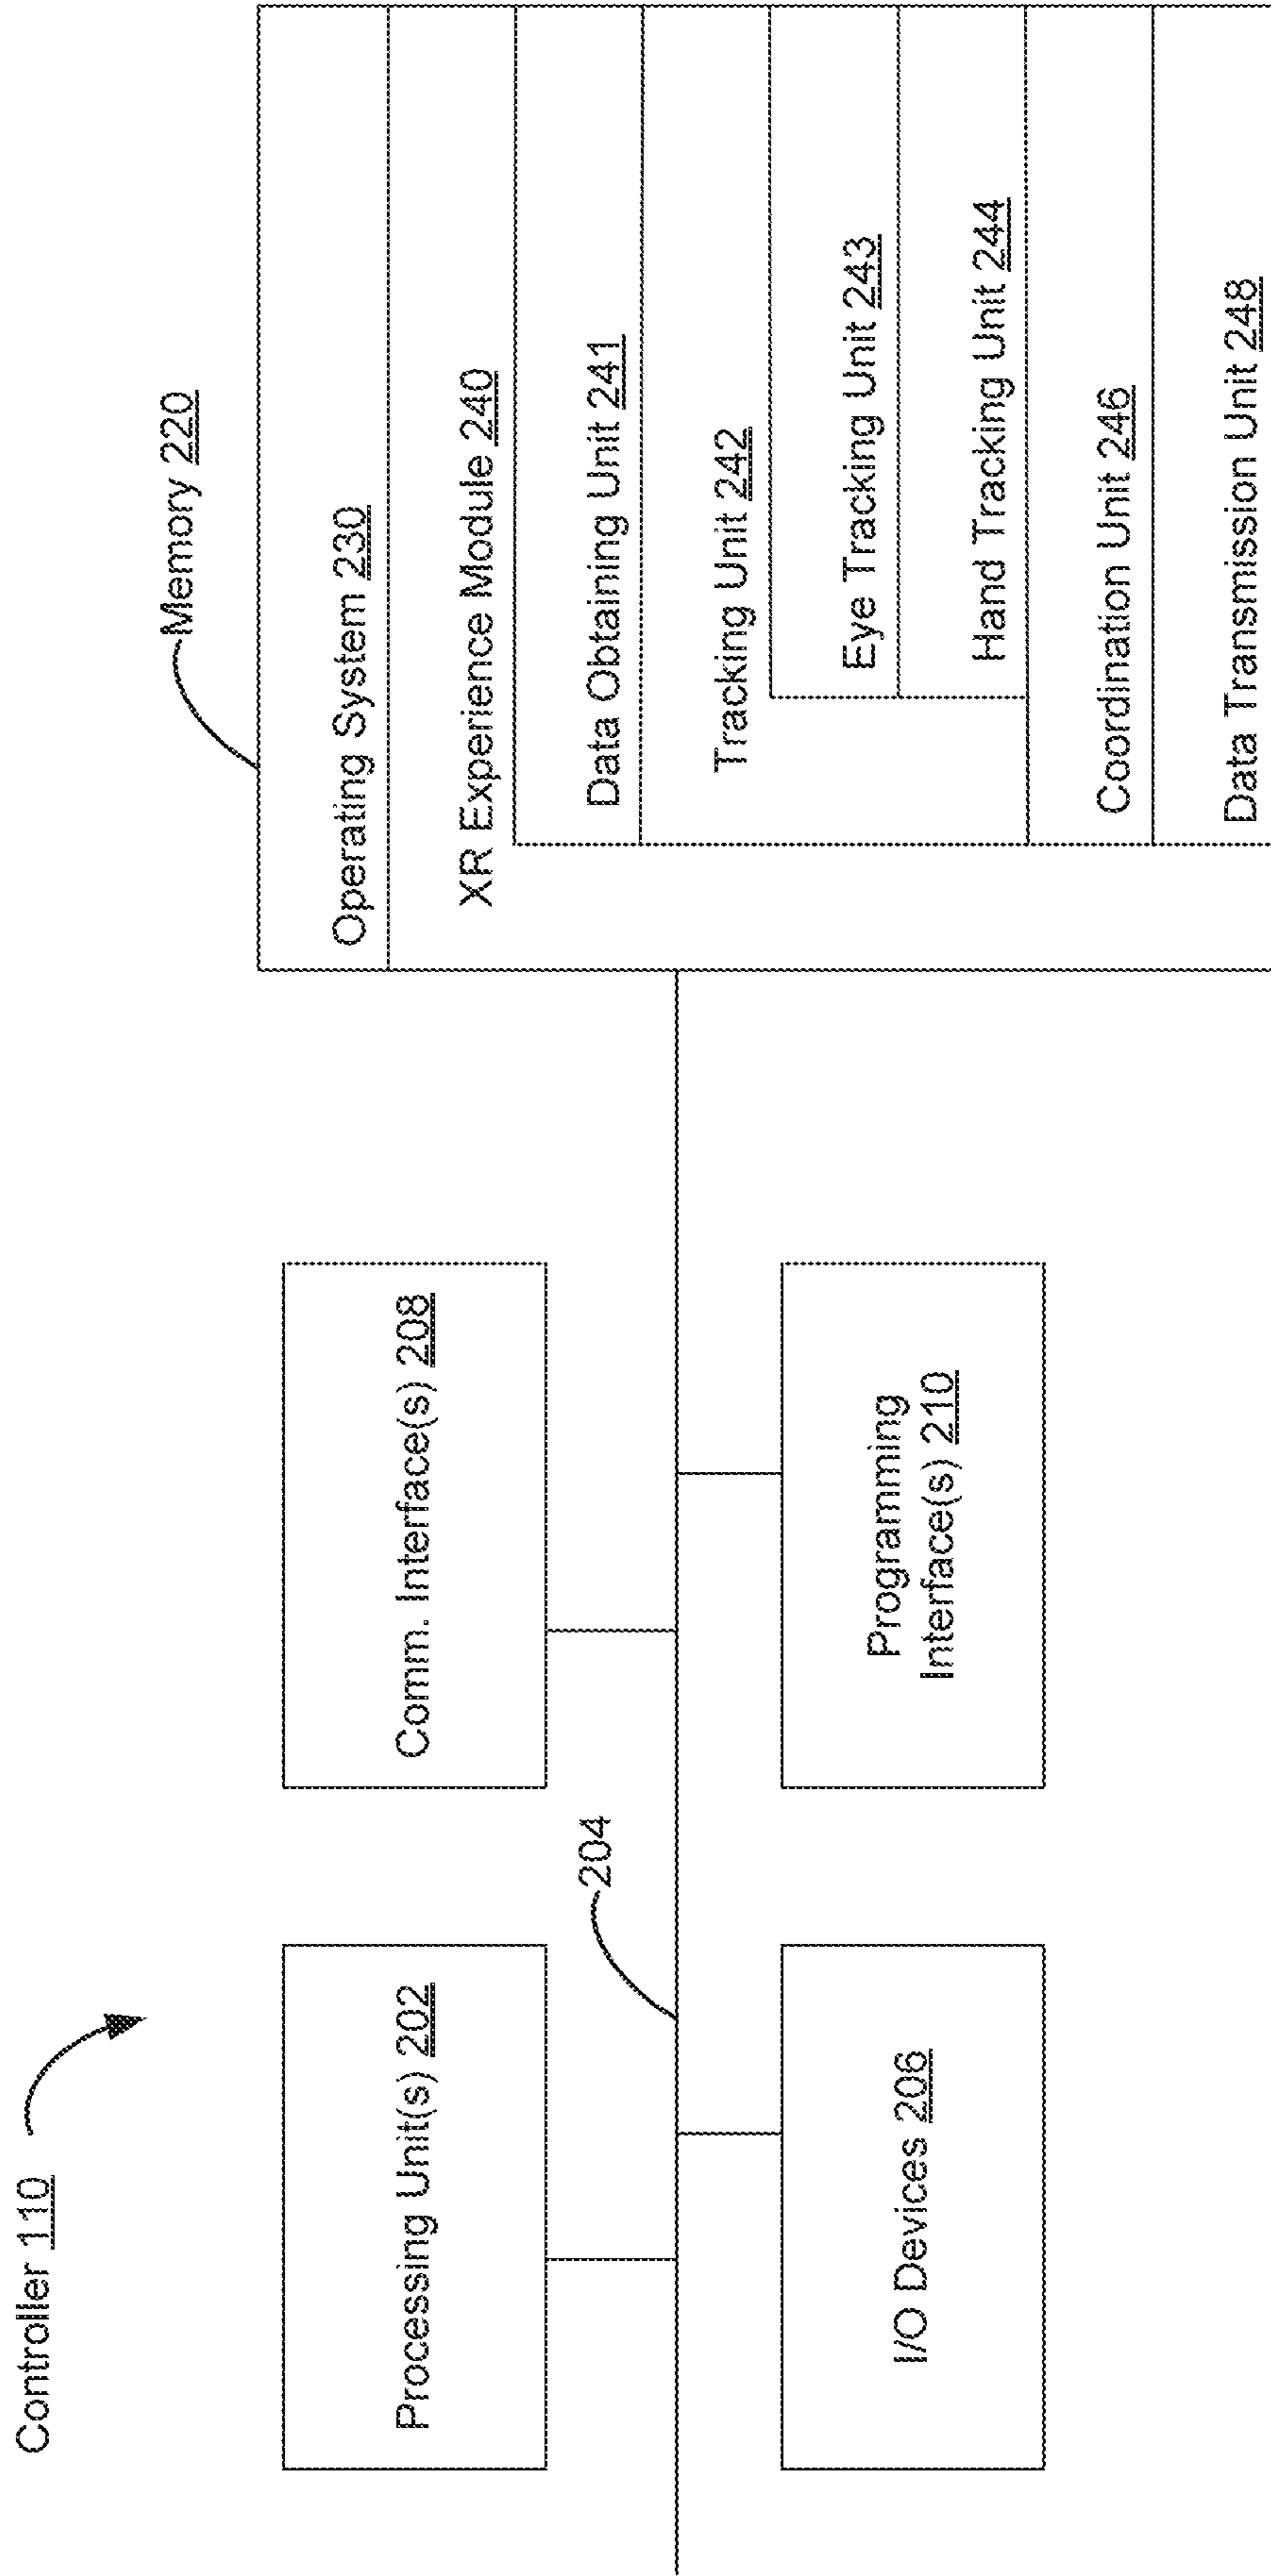 Controller 110
Processing Unit(s) 202
Comm. Interface(s) 208
204
I/O Devices 206
Programming
Interface(s) 210
Memory 220
Operating System 230
XR Experience Module 240
Data Obtaining Unit 241
Tracking Unit 242
Eye Tracking Unit 243
Hand Tracking Unit 244
Coordination Unit 246
Data Transmission Unit 248